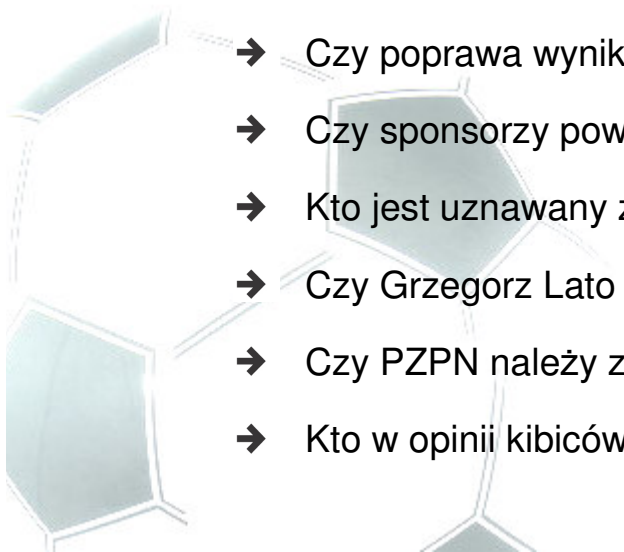 → Czy poprawa wynik
→ Czy sponsorzy pow
→ Kto jest uznawany z
→ Czy Grzegorz Lato
→ Czy PZPN należy z
→ Kto w opinii kibiców